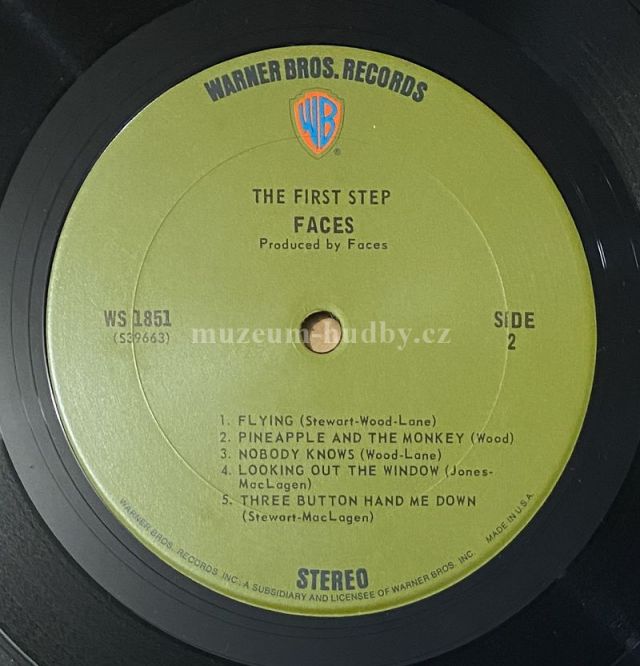 WARNER BROS. RECORDS
WB
®
THE FIRST STEP
FACES
Produced by Faces
WS 1851
(S39663)
SIDE
2
muzeum-hudby.cz
1. FLYING (Stewart-Wood-Lane)
2. PINEAPPLE AND THE MONKEY (Wood)
3. NOBODY KNOWS (Wood-Lane)
4. LOOKING OUT THE WINDOW (Jones-
MacLagen)
5. THREE BUTTON HAND ME DOWN
(Stewart-MacLagen)
STEREO
WARNER BROS. RECORDS INC., A SUBSIDIARY AND LICENSEE OF WARNER BROS. INC. MADE IN U.S.A.